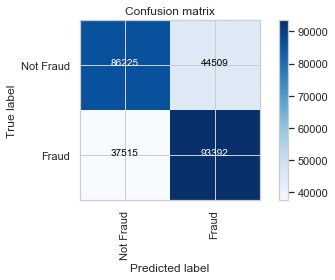 Confusion matrix
Not Fraud
86225
44509
Fraud
37515
93392
True label
Not Fraud
Fraud
Predicted label
90000
80000
70000
60000
50000
40000